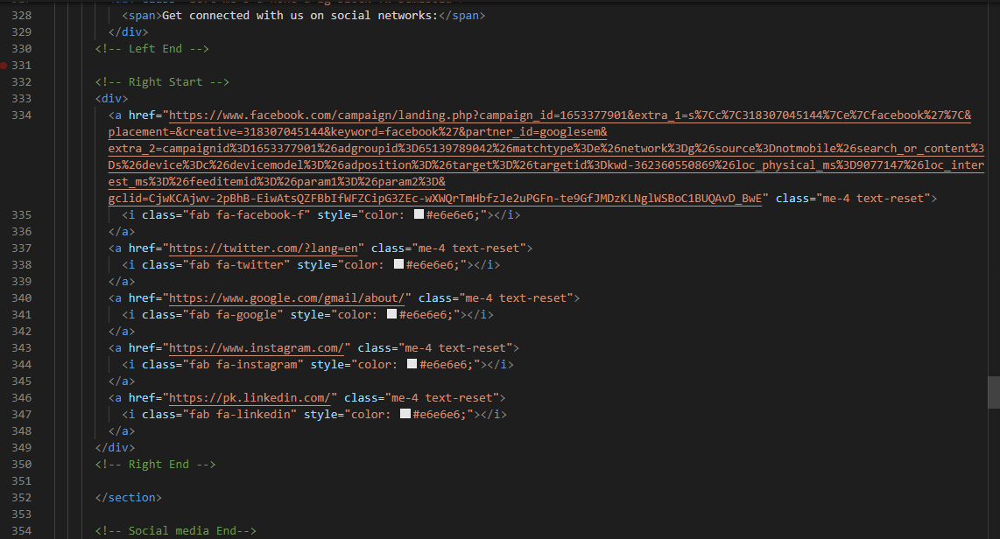 328 <span>Get connected with us on social networks:</span>
329 </div>
330 <!-- Left End -->
331
332 <!-- Right Start -->
333 <div>
334 <a href="https://www.facebook.com/campaign/landing.php?campaign_id=1653377901&extra_1=s%7Cc%7C318307045144%7Ce%7Cfacebook%27%7C&
placement=&creative=318307045144&keyword=facebook%27&partner_id=googlesem&
extra_2=campaignid%3D1653377901%26adgroupid%3D65139789042%26matchtype%3De%26network%3Dg%26source%3Dnotmobile%26search_or_content%3
Ds%26device%3Dc%26devicemodel%3D%26adposition%3D%26target%3D%26targetid%3Dkwd-362360550869%26loc_physical_ms%3D9077147%26loc_inter
est_ms%3D%26feeditemid%3D%26param1%3D%26param2%3D&
gclid=CjwKCAjwv-2pBhB-EiwAtsQZFBbIfWFZCipG3ZEc-wXWQrTmHbfzJe2uPGFn-te9GfJMDzKLNglWSBoC1BUQAvD_BwE" class="me-4 text-reset">
335 <i class="fab fa-facebook-f" style="color: #e6e6e6;"></i>
336 </a>
337 <a href="https://twitter.com/?lang=en" class="me-4 text-reset">
338 <i class="fab fa-twitter" style="color: #e6e6e6;"></i>
339 </a>
340 <a href="https://www.google.com/gmail/about/" class="me-4 text-reset">
341 <i class="fab fa-google" style="color: #e6e6e6;"></i>
342 </a>
343 <a href="https://www.instagram.com/" class="me-4 text-reset">
344 <i class="fab fa-instagram" style="color: #e6e6e6;"></i>
345 </a>
346 <a href="https://pk.linkedin.com/" class="me-4 text-reset">
347 <i class="fab fa-linkedin" style="color: #e6e6e6;"></i>
348 </a>
349 </div>
350 <!-- Right End -->
351
352 </section>
353
354 <!-- Social media End-->